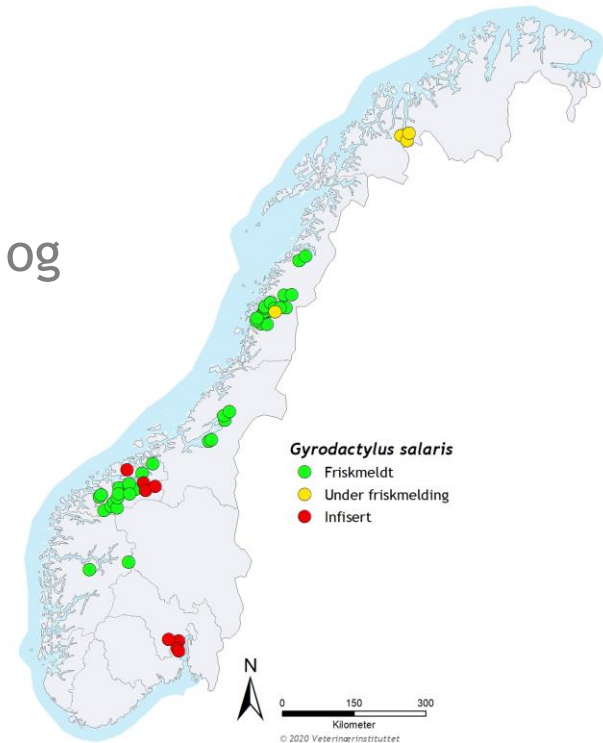 og
Gyrodactylus salaris
Friskmeldt
Under friskmelding
Infisert
N
0 150 300
Kilometer
© 2020 Veterinærinstituttet